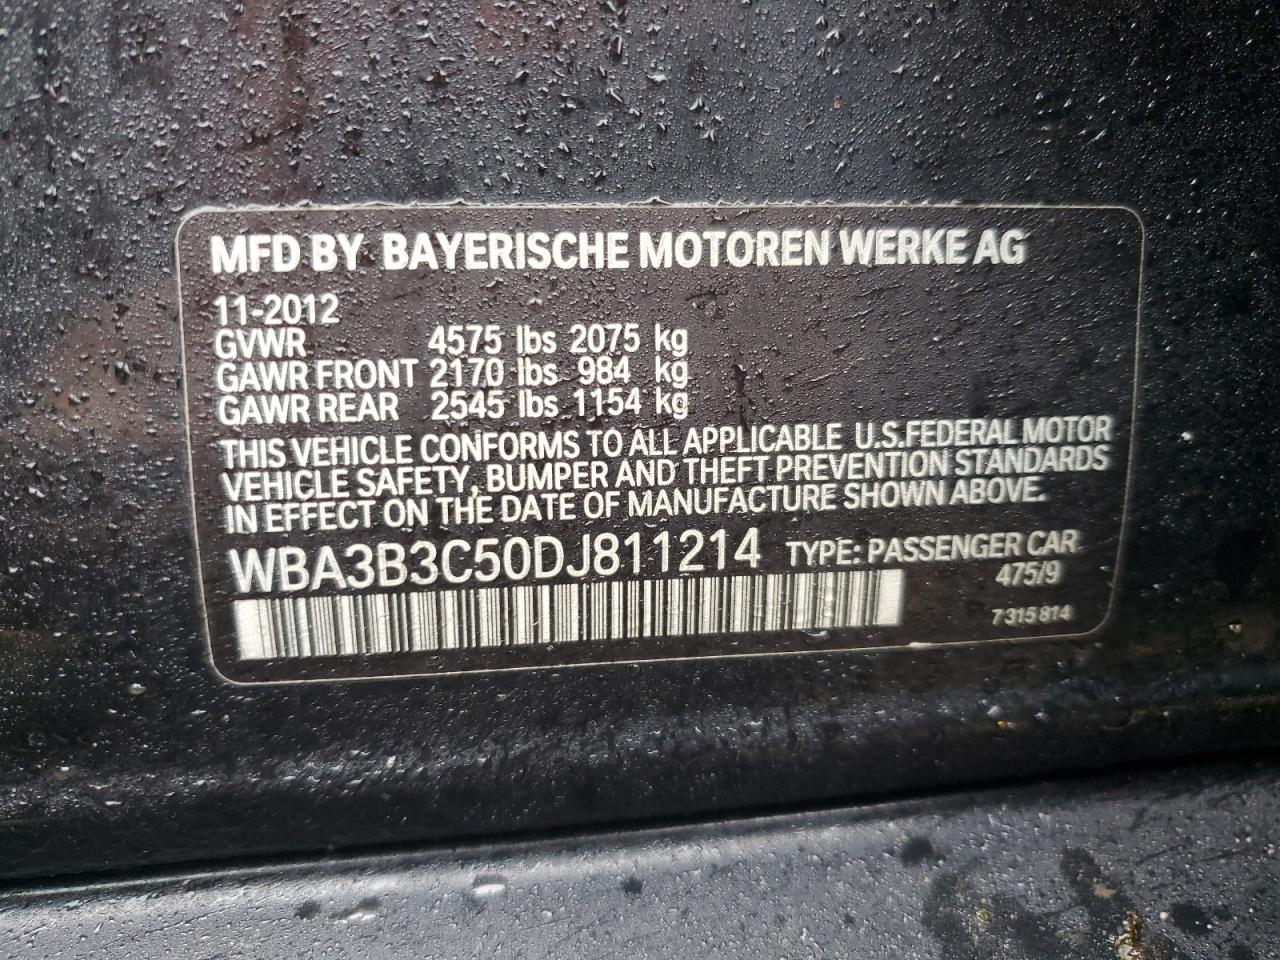 MFD BY BAYERISCHE MOTOREN WERKE AG
11-2012
GVWR 4575 lbs 2075 kg
GAWR FRONT 2170 lbs 984 kg
GAWR REAR 2545 lbs 1154 kg
THIS VEHICLE CONFORMS TO ALL APPLICABLE U.S.FEDERAL MOTOR
VEHICLE SAFETY, BUMPER AND THEFT PREVENTION STANDARDS
IN EFFECT ON THE DATE OF MANUFACTURE SHOWN ABOVE.
WBA3B3C50DJ811214 TYPE: PASSENGER CAR
475/9
7 315 814